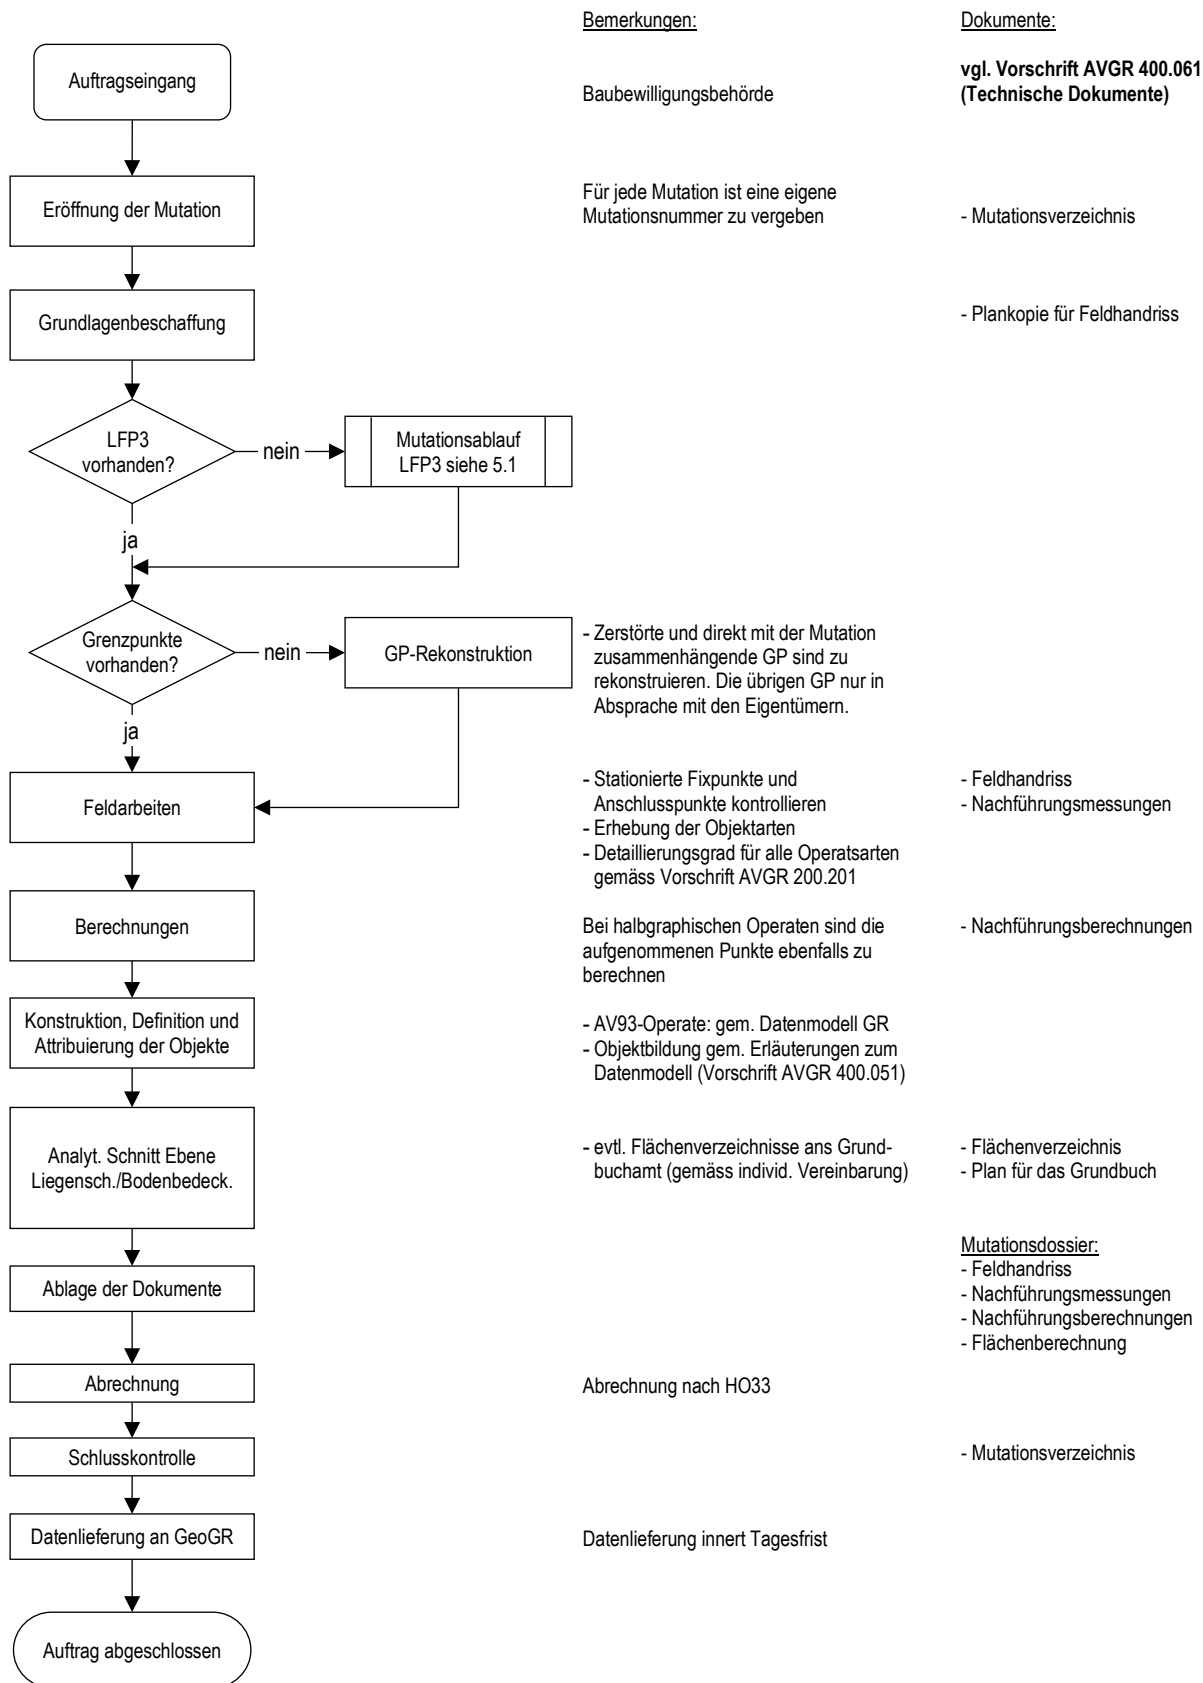 Bemerkungen:
Dokumente:
Auftragseingang
Baubewilligungsbehörde
vgl. Vorschrift AVGR 400.061
(Technische Dokumente)
Eröffnung der Mutation
Für jede Mutation ist eine eigene
Mutationsnummer zu vergeben
- Mutationsverzeichnis
Grundlagenbeschaffung
- Plankopie für Feldhandriss
LFP3
vorhanden?
nein
Mutationsablauf
LFP3 siehe 5.1
ja
Grenzpunkte
vorhanden?
nein
GP-Rekonstruktion
- Zerstörte und direkt mit der Mutation
zusammenhängende GP sind zu
rekonstruieren. Die übrigen GP nur in
Absprache mit den Eigentümern.
ja
Feldarbeiten
- Stationierte Fixpunkte und
Anschlusspunkte kontrollieren
- Erhebung der Objektarten
- Detaillierungsgrad für alle Operatsarten
gemäss Vorschrift AVGR 200.201
- Feldhandriss
- Nachführungsmessungen
Berechnungen
Bei halbgraphischen Operaten sind die
aufgenommenen Punkte ebenfalls zu
berechnen
- Nachführungsberechnungen
Konstruktion, Definition und
Attribuierung der Objekte
- AV93-Operate: gem. Datenmodell GR
- Objektbildung gem. Erläuterungen zum
Datenmodell (Vorschrift AVGR 400.051)
Analyt. Schnitt Ebene
Liegensch./Bodenbedeck.
- evtl. Flächenverzeichnisse ans Grund-
buchamt (gemäss individ. Vereinbarung)
- Flächenverzeichnis
- Plan für das Grundbuch
Ablage der Dokumente
Mutationsdossier:
- Feldhandriss
- Nachführungsmessungen
- Nachführungsberechnungen
- Flächenberechnung
Abrechnung
Abrechnung nach HO33
Schlusskontrolle
- Mutationsverzeichnis
Datenlieferung an GeoGR
Datenlieferung innert Tagesfrist
Auftrag abgeschlossen